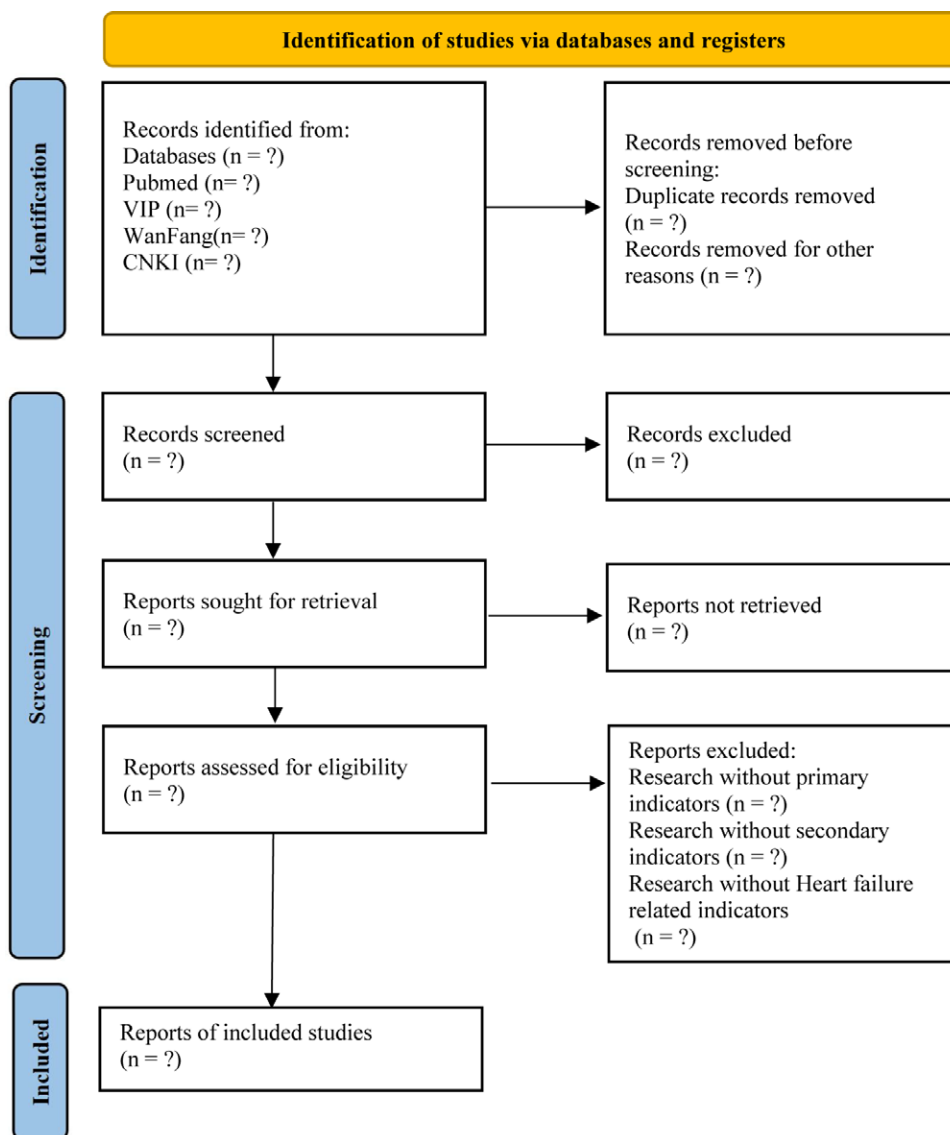 Identification of studies via databases and registers
Identification
Records identified from:
Databases (n = ?)
Pubmed (n= ?)
VIP (n= ?)
WanFang(n= ?)
CNKI (n= ?)
Records removed before
screening:
Duplicate records removed
(n = ?)
Records removed for other
reasons (n = ?)
Screening
Records screened
(n = ?)
Records excluded
(n = ?)
Reports sought for retrieval
(n = ?)
Reports not retrieved
(n = ?)
Reports assessed for eligibility
(n = ?)
Reports excluded:
Research without primary
indicators (n = ?)
Research without secondary
indicators (n = ?)
Research without Heart failure
related indicators
(n = ?)
Included
Reports of included studies
(n = ?)